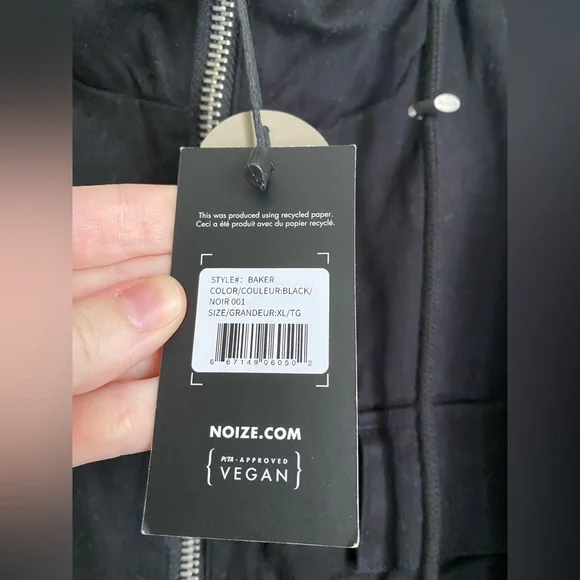 This was produced using recycled paper.
Ceci a été produit avec du papier recyclé.
STYLE#: BAKER
COLOR/COULEUR:BLACK/
NOIR 001
SIZE/GRANDEUR:XL/TG
6 67149 06050 2
NOIZE.COM
PETA - APPROVED
VEGAN